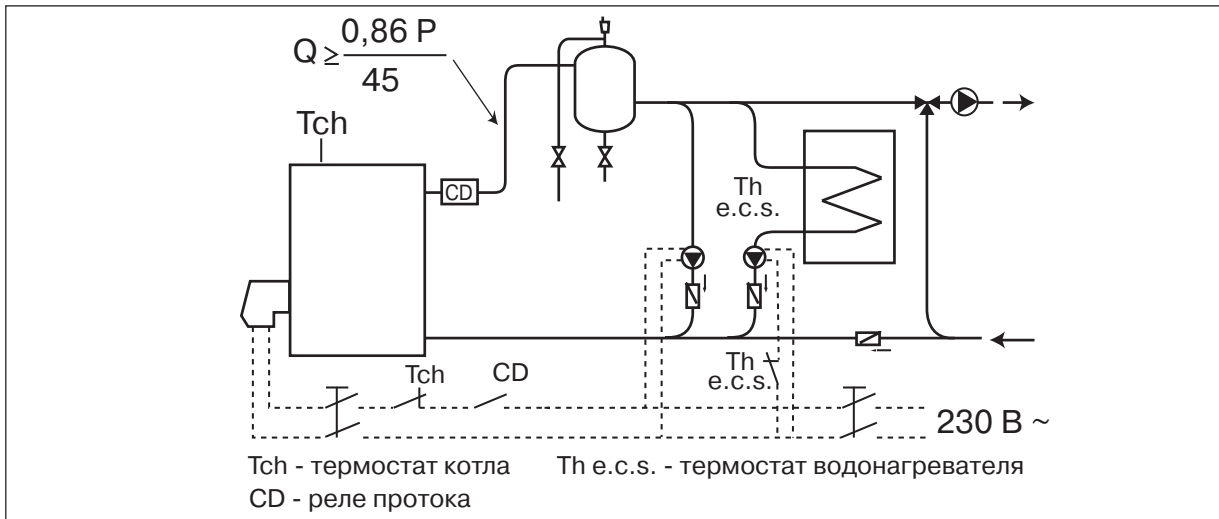 Q ≥ 0,86 P
45
Tch
CD
Th
e.c.s.
Th
e.c.s.
Tch
CD
230 В ~
Tch - термостат котла
Th e.c.s. - термостат водонагревателя
CD - реле протока